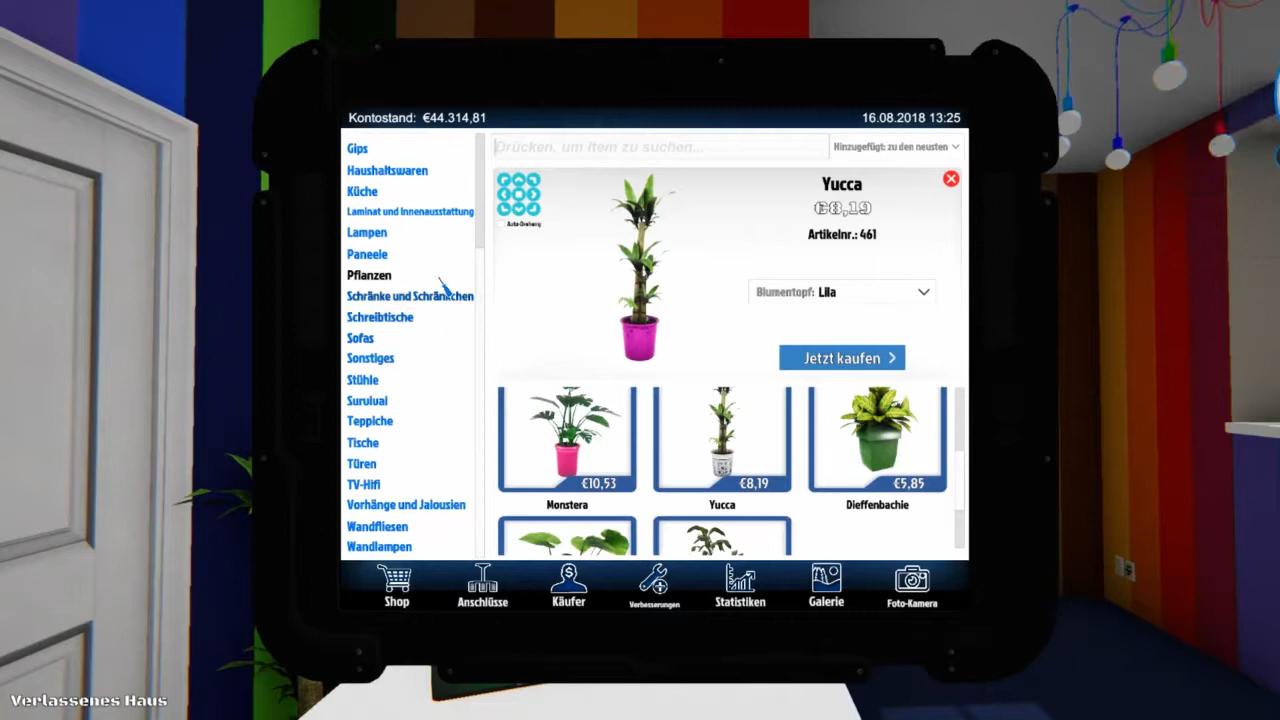 Kontostand: €44.314,81
16.08.2018 13:25
Gips
Haushaltswaren
Küche
Laminat und Innenausstattung
Lampen
Paneele
Pflanzen
Schränke und Schränkchen
Schreibtische
Sofas
Sonstiges
Stühle
Survival
Teppiche
Tische
Türen
TV-Hifi
Vorhänge und Jalousien
Wandfliesen
Wandlampen
Drücken, um Item zu suchen...
Hinzugefügt: zu den neusten
Auto-Drehung
Yucca
€8,19
Artikelnr.: 461
Blumentopf: Lila
Jetzt kaufen
€10,53
€8,19
€5,85
Monstera
Yucca
Dieffenbachie
Shop
Anschlüsse
Käufer
Verbesserungen
Statistiken
Galerie
Foto-Kamera
Verlassenes Haus